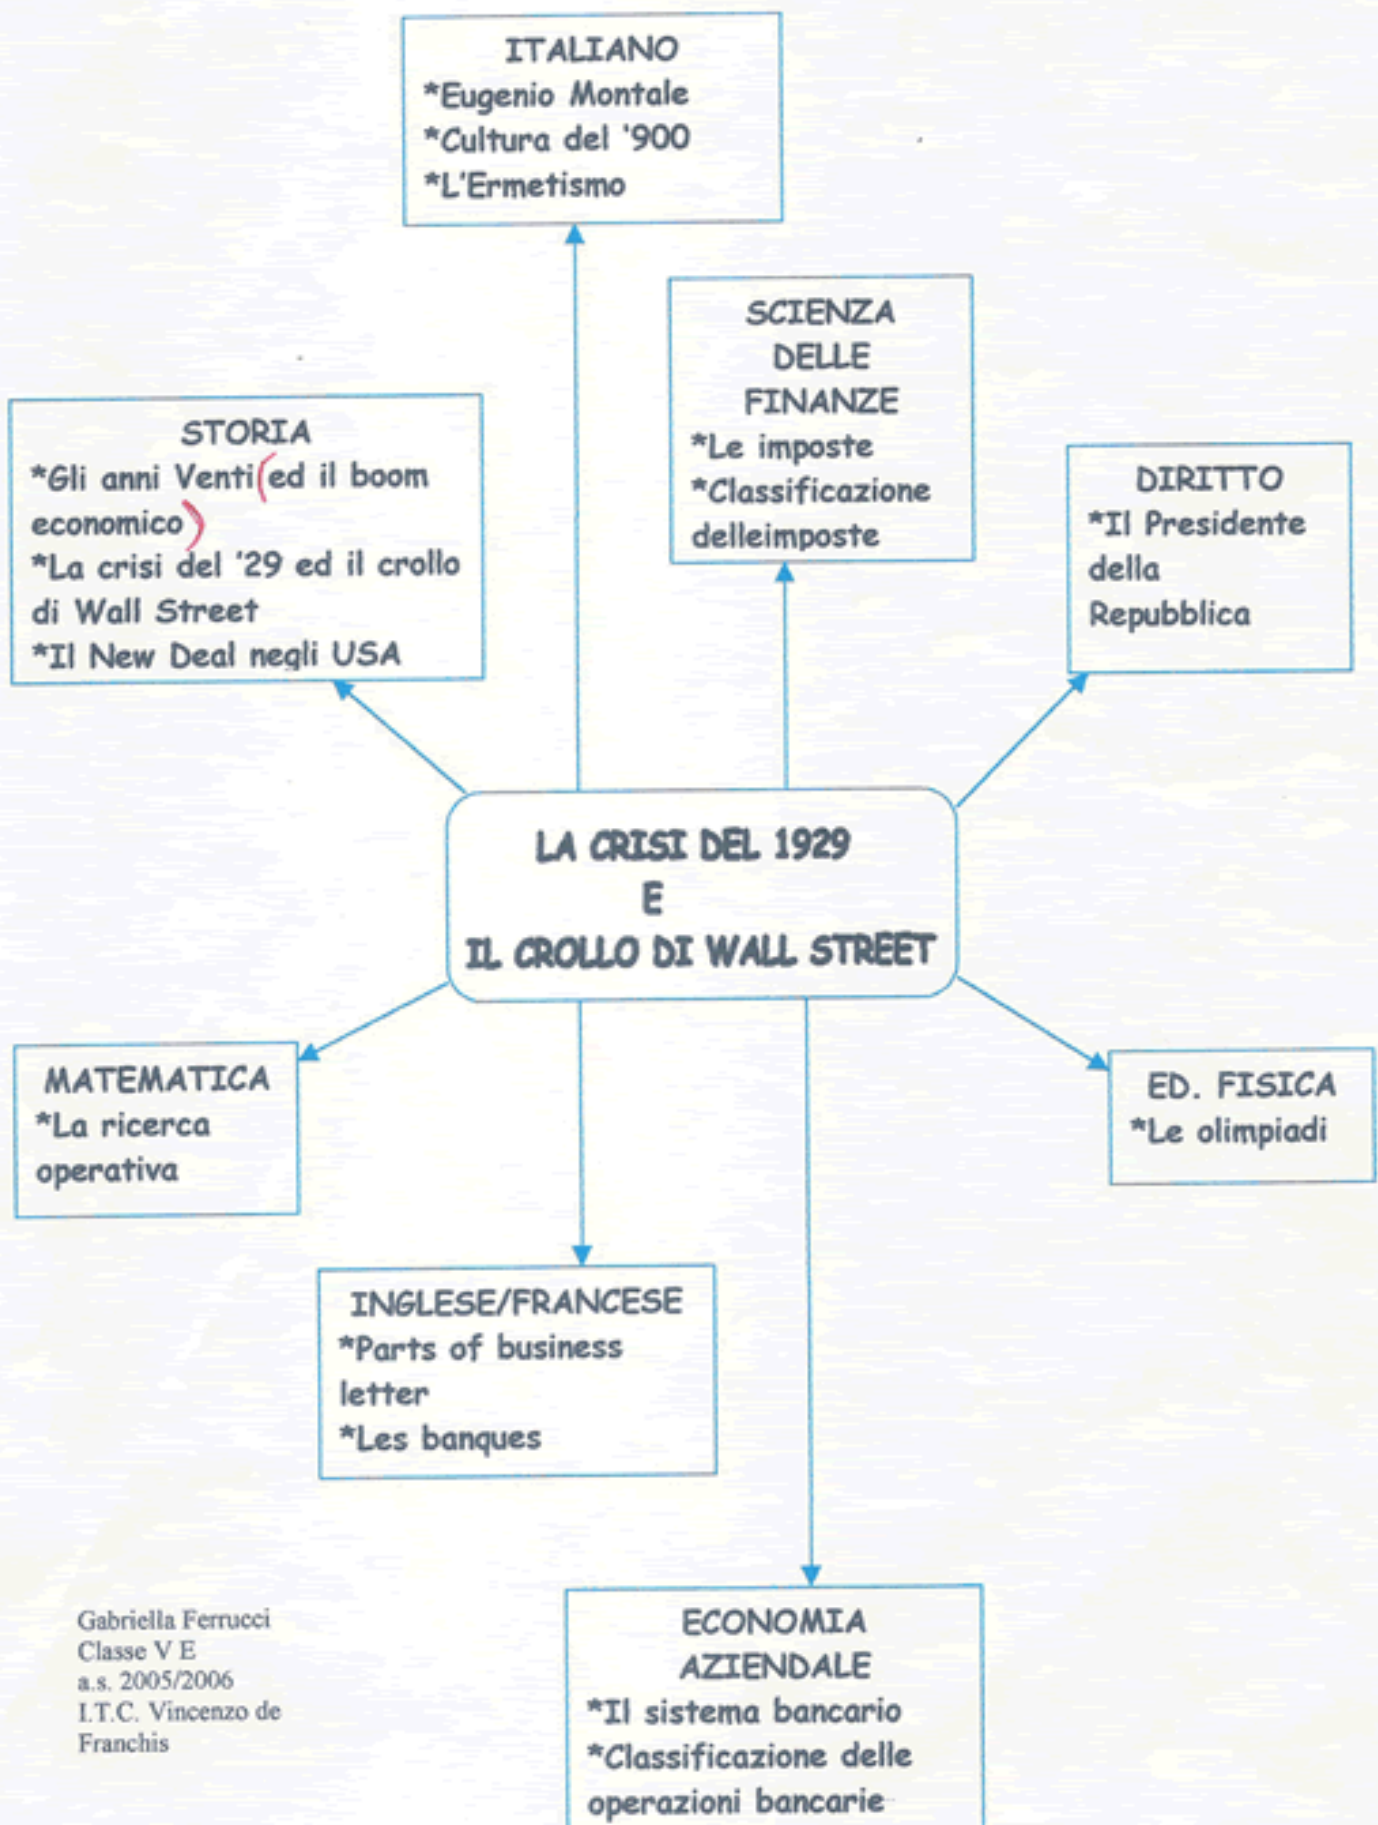 ITALIANO
*Eugenio Montale
*Cultura del '900
*L'Ermetismo
SCIENZA
DELLE
FINANZE
*Le imposte
*Classificazione
delleimposte
STORIA
*Gli anni Venti(ed il boom
economico)
*La crisi del '29 ed il crollo
di Wall Street
*Il New Deal negli USA
DIRITTO
*Il Presidente
della
Repubblica
LA CRISI DEL 1929
E
IL CROLLO DI WALL STREET
MATEMATICA
*La ricerca
operativa
ED. FISICA
*Le olimpiadi
INGLESE/FRANCESE
*Parts of business
letter
*Les banques
ECONOMIA
AZIENDALE
*Il sistema bancario
*Classificazione delle
operazioni bancarie
Gabriella Ferrucci
Classe V E
a.s. 2005/2006
I.T.C. Vincenzo de
Franchis